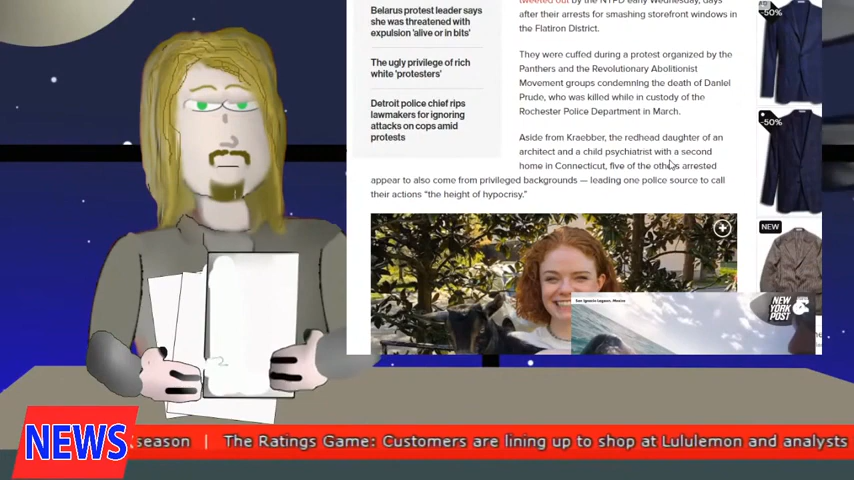 Belarus protest leader says
she was threatened with
expulsion 'alive or in bits'
The ugly privilege of rich
white 'protesters'
Detroit police chief rips
lawmakers for ignoring
attacks on cops amid
protests
tweeted out by the NYPD early Wednesday, days
after their arrests for smashing storefront windows in
the Flatiron District.
They were cuffed during a protest organized by the
Panthers and the Revolutionary Abolitionist
Movement groups condemning the death of Daniel
Prude, who was killed while in custody of the
Rochester Police Department in March.
Aside from Kraebber, the redhead daughter of an
architect and a child psychiatrist with a second
home in Connecticut, five of the others arrested
appear to also come from privileged backgrounds — leading one police source to call
their actions “the height of hypocrisy.”
-50%
-50%
NEW
San Ignacio Lagoon, Mexico
NEW
YORK
POST
NEWS
season | The Ratings Game: Customers are lining up to shop at Lululemon and analysts